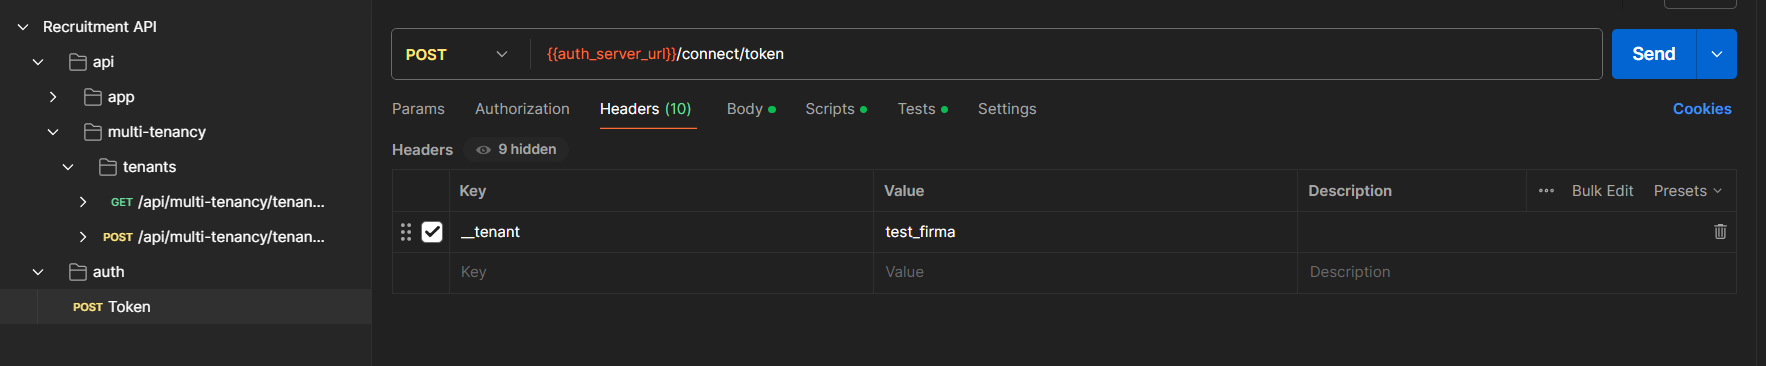 Recruitment API
api
app
multi-tenancy
tenants
GET /api/multi-tenancy/tenan...
POST /api/multi-tenancy/tenan...
auth
POST Token
POST {{auth_server_url}}/connect/token Send
Params Authorization Headers (10) Body Scripts Tests Settings Cookies
Headers 9 hidden
Key Value Description Bulk Edit Presets
__tenant test_firma
Key Value Description